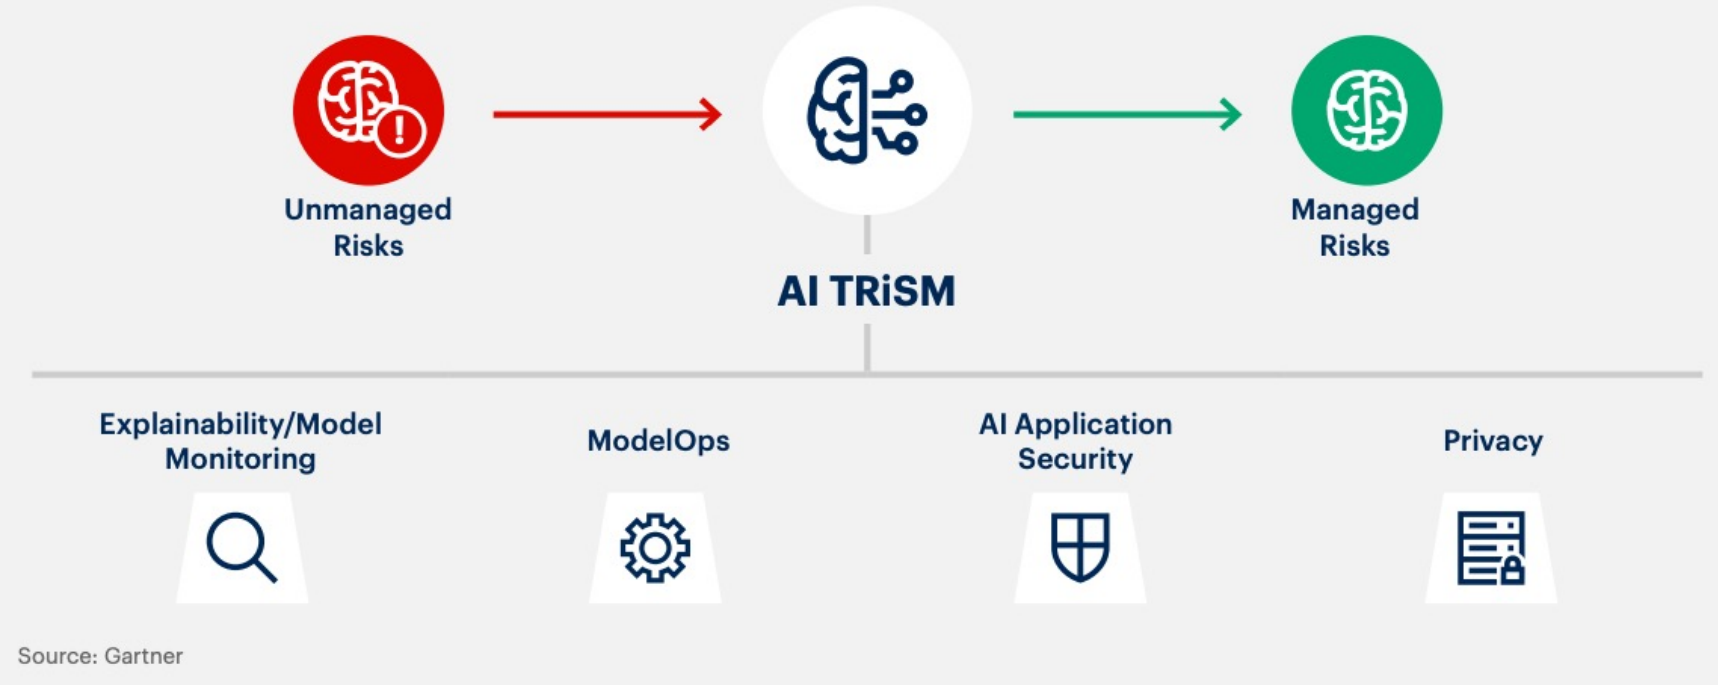 Unmanaged
Risks
Managed
Risks
AI TRiSM
Explainability/Model
Monitoring
ModelOps
AI Application
Security
Privacy
Source: Gartner